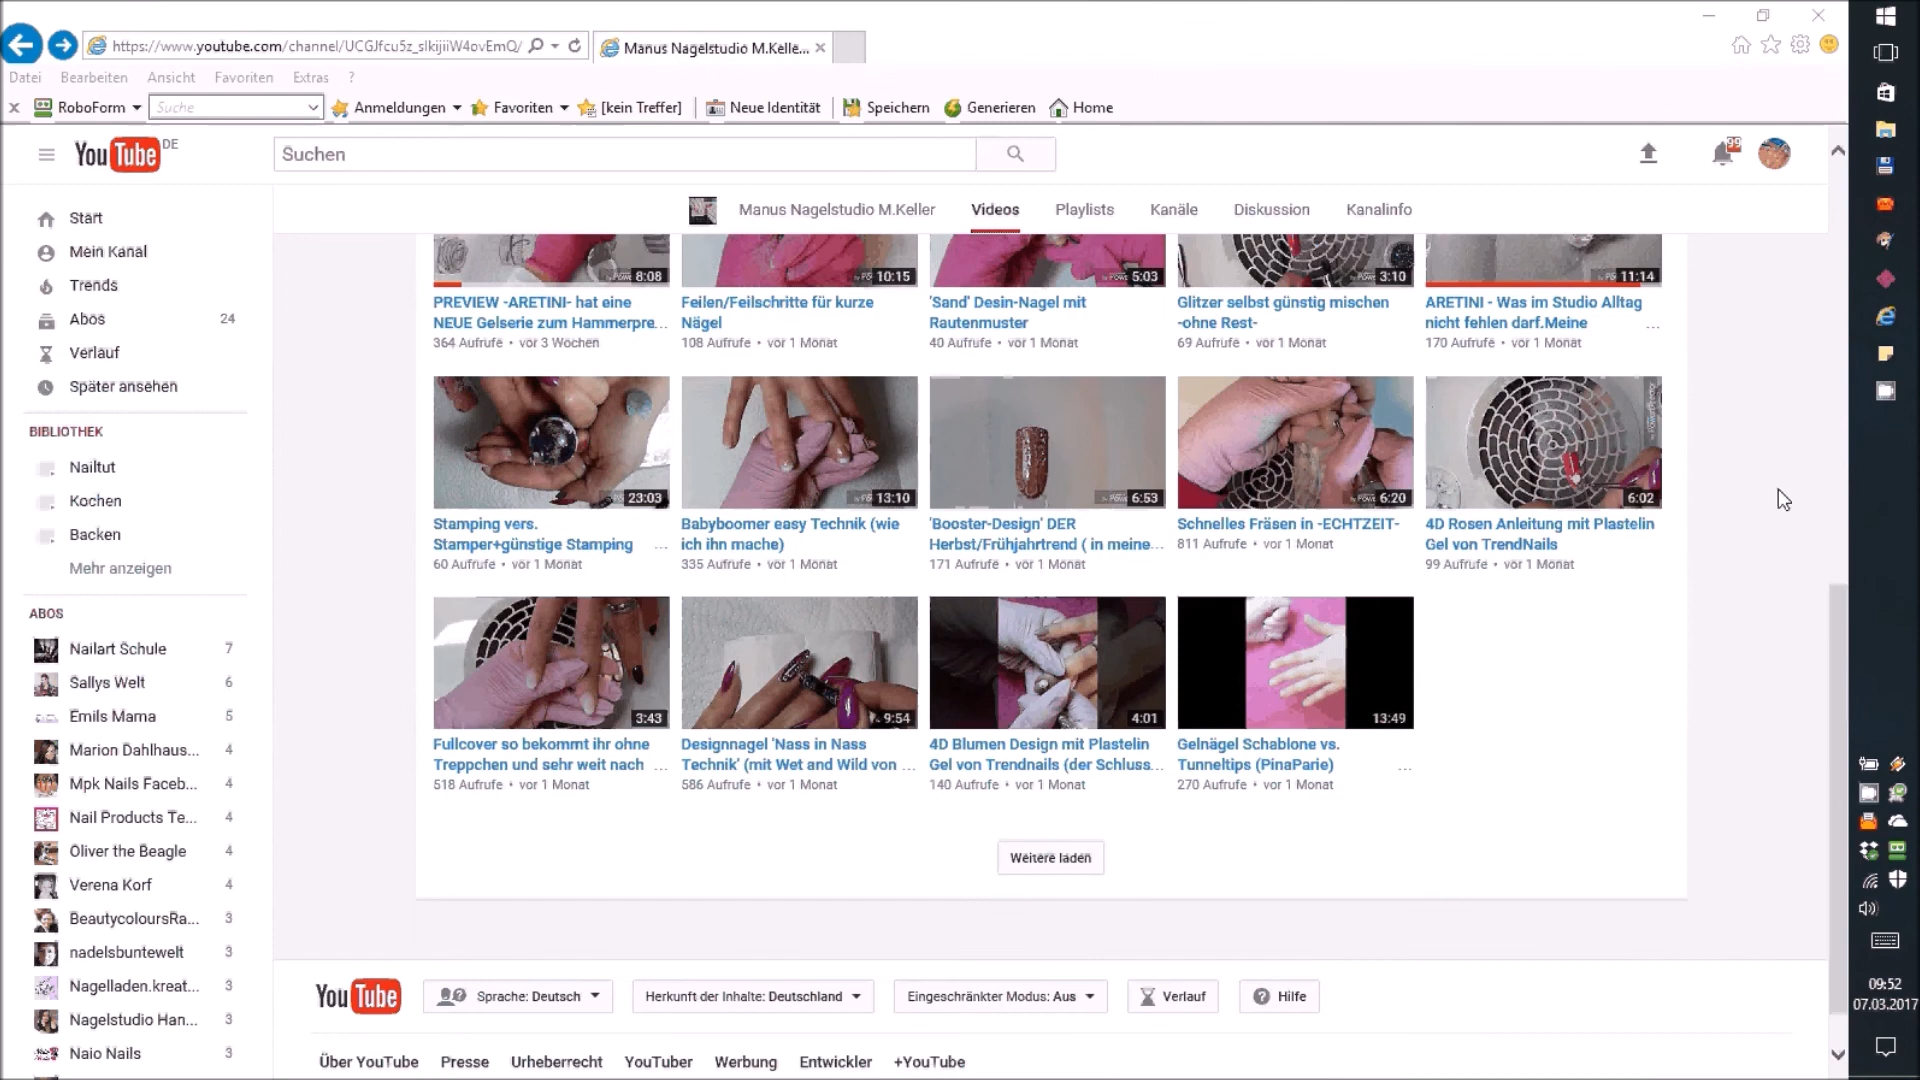 https://www.youtube.com/channel/UCGJfcu5z_slkijiiW4ovEmQ/
Manus Nagelstudio M.Kelle...
Datei Bearbeiten Ansicht Favoriten Extras ?
RoboForm Suche Anmeldungen Favoriten [kein Treffer] Neue Identität Speichern Generieren Home
YouTube DE
Suchen
99
Manus Nagelstudio M.Keller Videos Playlists Kanäle Diskussion Kanalinfo
Start
Mein Kanal
Trends
Abos 24
Verlauf
Später ansehen
BIBLIOTHEK
Nailtut
Kochen
Backen
Mehr anzeigen
ABOS
Nailart Schule 7
Sallys Welt 6
Emils Mama 5
Marion Dahlhaus... 4
Mpk Nails Faceb... 4
Nail Products Te... 4
Oliver the Beagle 4
Verena Korf 4
BeautycoloursRa... 3
nadelsbuntewelt 3
Nagelladen.kreat... 3
Nagelstudio Han... 3
Naio Nails 3
8:08
PREVIEW -ARETINI- hat eine
NEUE Gelserie zum Hammerpre...
364 Aufrufe • vor 3 Wochen
10:15
Feilen/Feilschritte für kurze
Nägel
108 Aufrufe • vor 1 Monat
5:03
'Sand' Desin-Nagel mit
Rautenmuster
40 Aufrufe • vor 1 Monat
3:10
Glitzer selbst günstig mischen
-ohne Rest-
69 Aufrufe • vor 1 Monat
11:14
ARETINI - Was im Studio Alltag
nicht fehlen darf.Meine ...
170 Aufrufe • vor 1 Monat
23:03
Stamping vers.
Stamper+günstige Stamping ...
60 Aufrufe • vor 1 Monat
13:10
Babyboomer easy Technik (wie
ich ihn mache)
335 Aufrufe • vor 1 Monat
6:53
'Booster-Design' DER
Herbst/Frühjahrtrend ( in meine...
171 Aufrufe • vor 1 Monat
6:20
Schnelles Fräsen in -ECHTZEIT-
811 Aufrufe • vor 1 Monat
6:02
4D Rosen Anleitung mit Plastelin
Gel von TrendNails
99 Aufrufe • vor 1 Monat
3:43
Fullcover so bekommt ihr ohne
Treppchen und sehr weit nach ...
518 Aufrufe • vor 1 Monat
9:54
Designnagel 'Nass in Nass
Technik' (mit Wet and Wild von ...
586 Aufrufe • vor 1 Monat
4:01
4D Blumen Design mit Plastelin
Gel von Trendnails (der Schluss...
140 Aufrufe • vor 1 Monat
13:49
Gelnägel Schablone vs.
Tunneltips (PinaParie) ...
270 Aufrufe • vor 1 Monat
Weitere laden
YouTube Sprache: Deutsch Herkunft der Inhalte: Deutschland Eingeschränkter Modus: Aus Verlauf Hilfe
Über YouTube Presse Urheberrecht YouTuber Werbung Entwickler +YouTube
09:52
07.03.2017